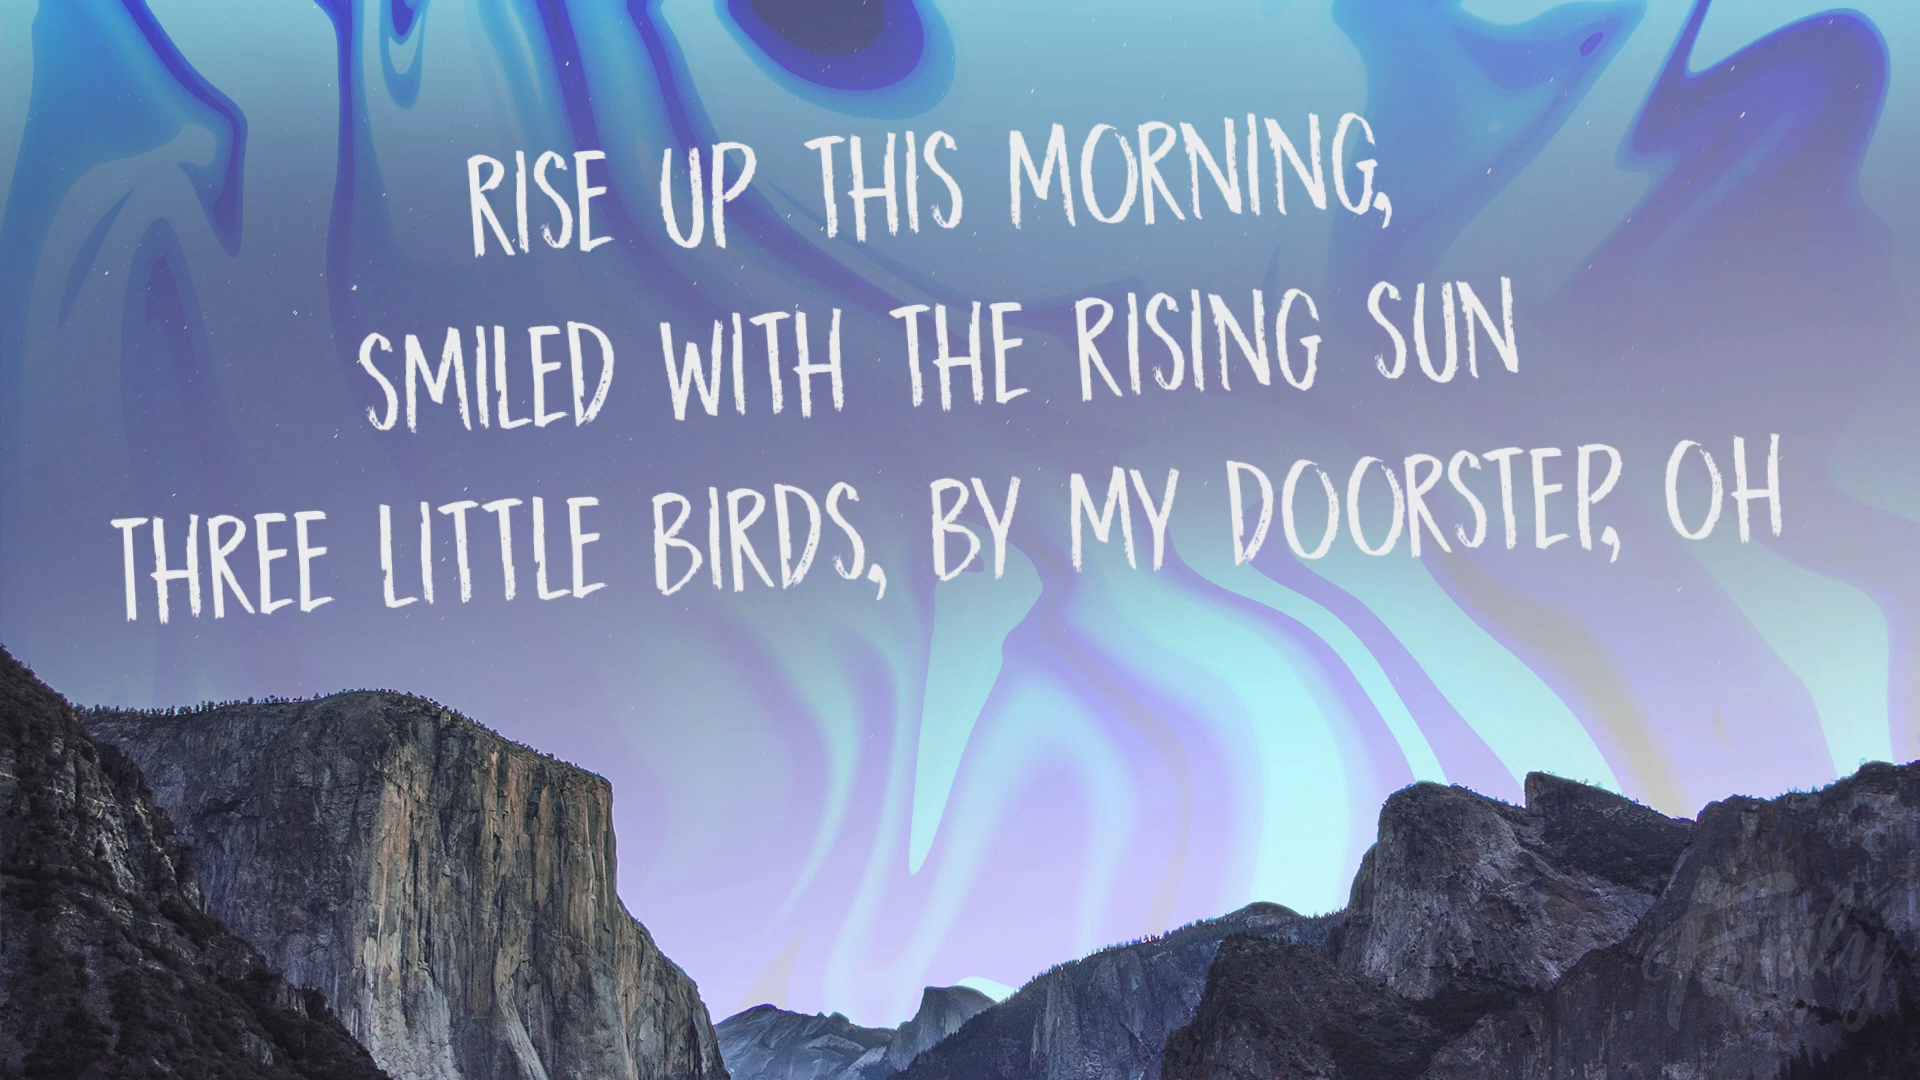 RISE UP THIS MORNING,
SMILED WITH THE RISING SUN
THREE LITTLE BIRDS, BY MY DOORSTEP, OH